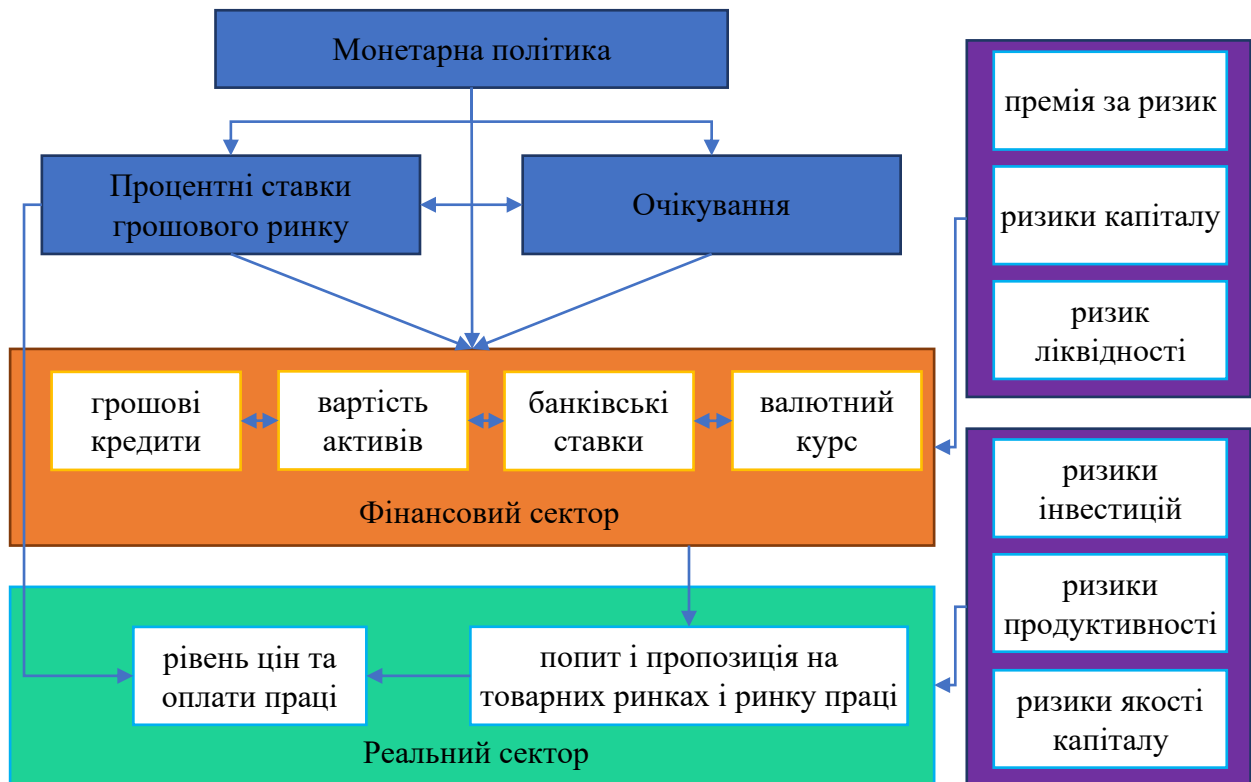 Монетарна політика
Процентні ставки
грошового ринку
Очікування
грошові
кредити
вартість
активів
банківські
ставки
валютний
курс
Фінансовий сектор
рівень цін та
оплати праці
попит і пропозиція на
товарних ринках і ринку праці
Реальний сектор
премія за ризик
ризики капіталу
ризик
ліквідності
ризики
інвестицій
ризики
продуктивності
ризики якості
капіталу